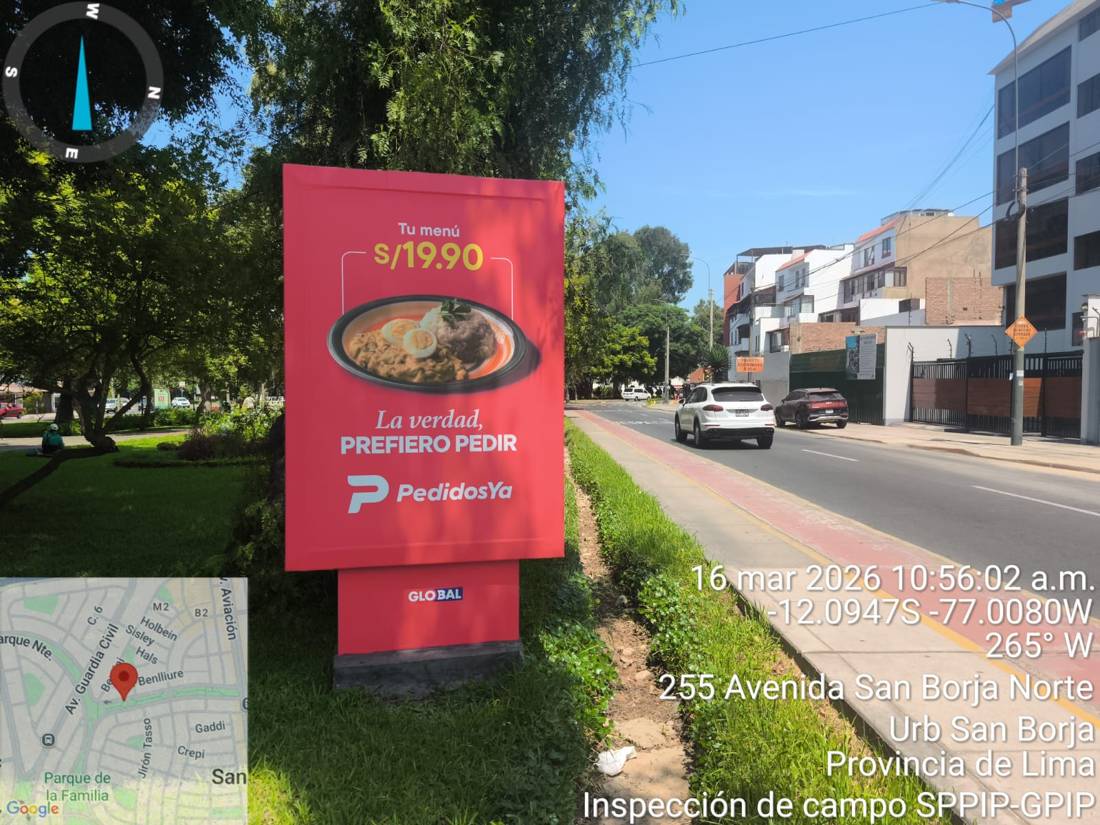 W
S
N
E
Tu menú
S/19.90
La verdad,
PREFIERO PEDIR
P PedidosYa
GLOBAL
16 mar 2026 10:56:02 a.m.
-12.0947S -77.0080W
265° W
255 Avenida San Borja Norte
Urb San Borja
Provincia de Lima
Inspección de campo SPPIP-GPIP
M2
B2
C. 6
Holbein
Sisley
Hals
Benlliure
Av. Guardia Civil
Aviación
arque Nte.
Gaddi
Crepi
Jirón Tasso
San
Parque de
la Familia
Google